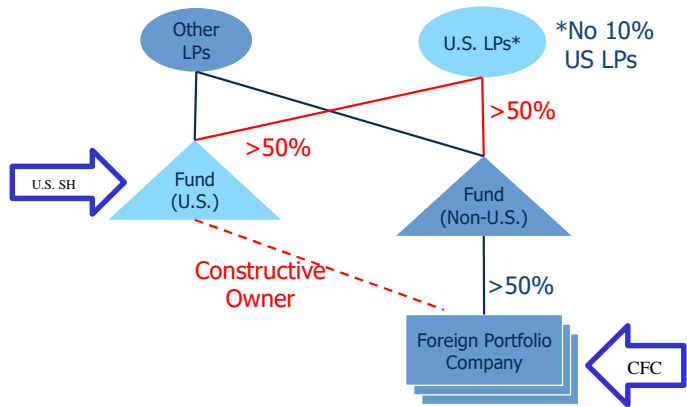 Other
LPs
U.S. LPs*
*No 10%
US LPs
>50%
>50%
U.S. SH
Fund
(U.S.)
Fund
(Non-U.S.)
Constructive
Owner
>50%
Foreign Portfolio
Company
CFC